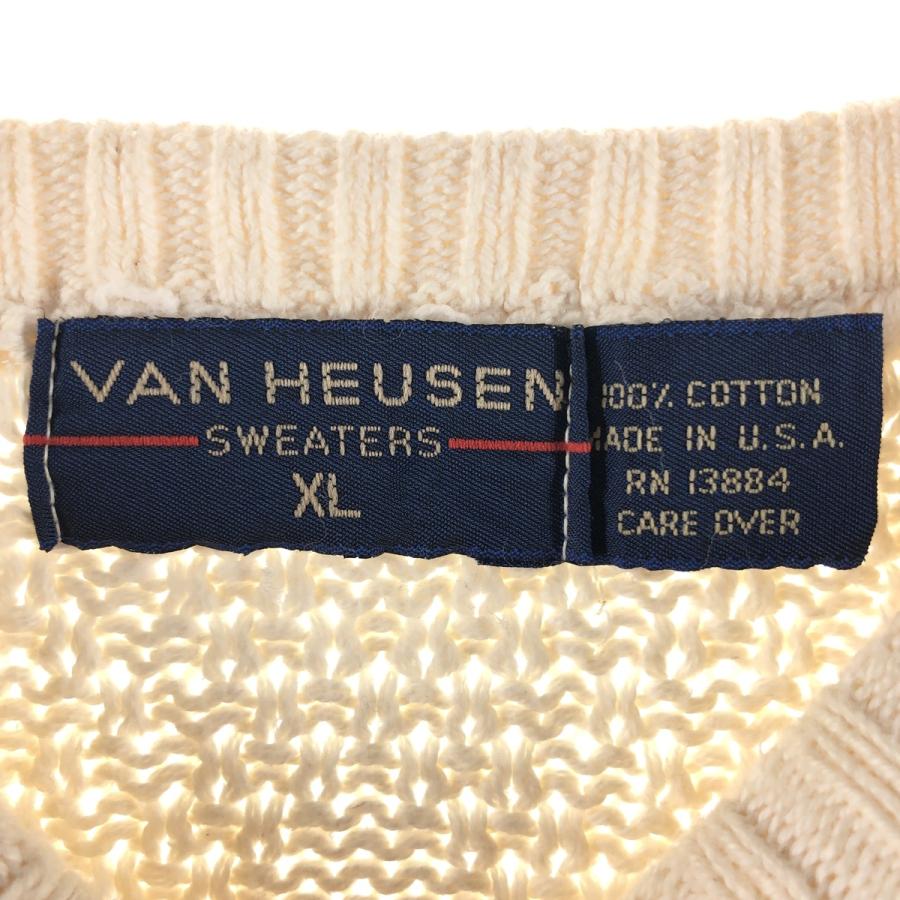 VAN HEUSEN
SWEATERS
XL
100% COTTON
MADE IN U.S.A.
RN 13884
CARE OVER